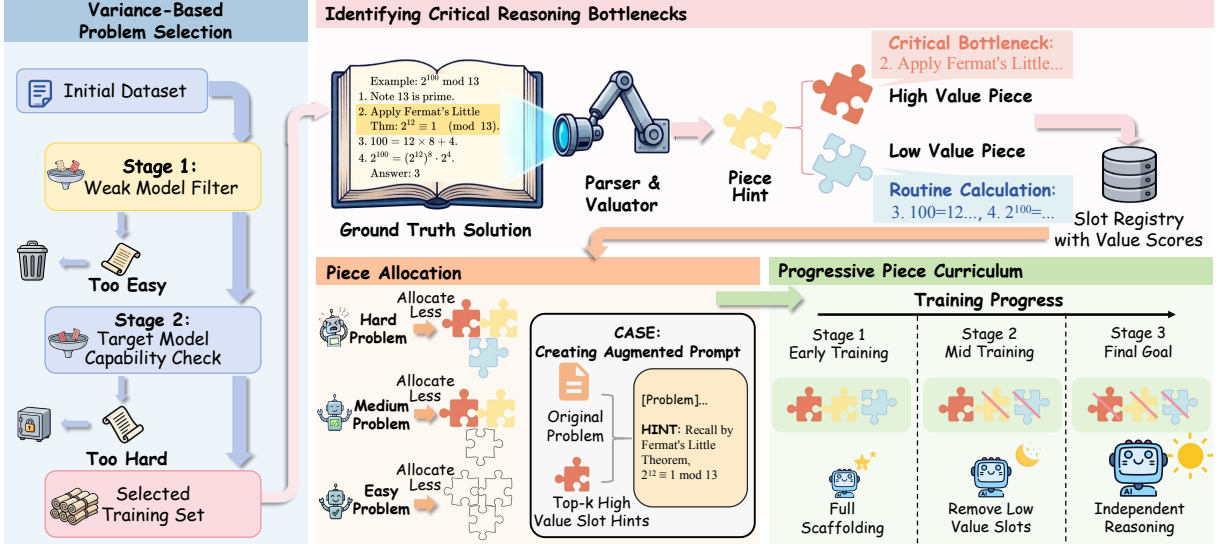 Variance-Based
Problem Selection
Initial Dataset
Stage 1:
Weak Model Filter
Too Easy
Stage 2:
Target Model
Capability Check
Too Hard
Selected
Training Set
Identifying Critical Reasoning Bottlenecks
Example: 2^100 mod 13
1. Note 13 is prime.
2. Apply Fermat's Little
Thm: 2^12 ≡ 1 (mod 13).
3. 100 = 12 × 8 + 4.
4. 2^100 = (2^12)^8 · 2^4.
Answer: 3
Ground Truth Solution
Parser &
Valuator
Piece
Hint
Critical Bottleneck:
2. Apply Fermat's Little...
High Value Piece
Low Value Piece
Routine Calculation:
3. 100=12..., 4. 2^100=...
Slot Registry
with Value Scores
Piece Allocation
Hard
Problem
Allocate
Less
Medium
Problem
Allocate
Less
Easy
Problem
Allocate
Less
CASE:
Creating Augmented Prompt
Original
Problem
Top-k High
Value Slot Hints
[Problem]...
HINT: Recall by
Fermat's Little
Theorem,
2^12 ≡ 1 mod 13
Progressive Piece Curriculum
Training Progress
Stage 1
Early Training
Full
Scaffolding
Stage 2
Mid Training
Remove Low
Value Slots
Stage 3
Final Goal
AI
Independent
Reasoning